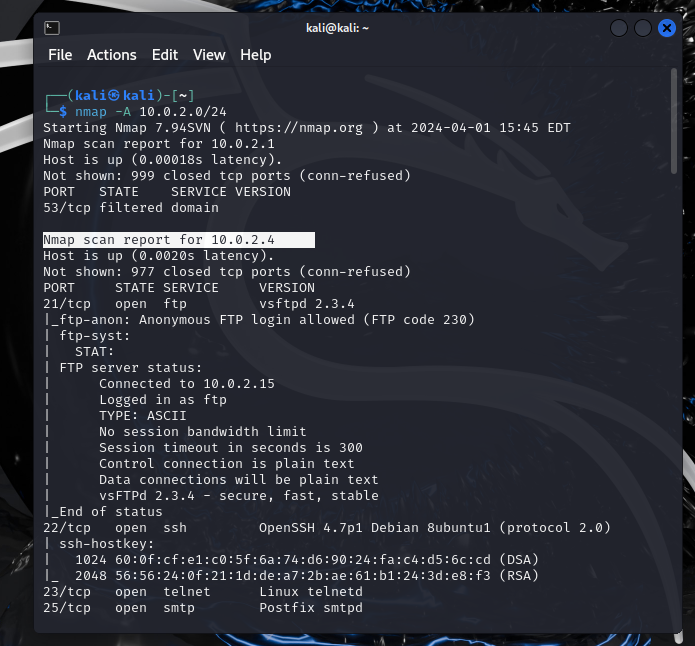 kali@kali: ~
File Actions Edit View Help
┌──(kali㉿kali)-[~]
└─$ nmap -A 10.0.2.0/24
Starting Nmap 7.94SVN ( https://nmap.org ) at 2024-04-01 15:45 EDT
Nmap scan report for 10.0.2.1
Host is up (0.00018s latency).
Not shown: 999 closed tcp ports (conn-refused)
PORT   STATE    SERVICE VERSION
53/tcp filtered domain
Nmap scan report for 10.0.2.4
Host is up (0.0020s latency).
Not shown: 977 closed tcp ports (conn-refused)
PORT     STATE SERVICE     VERSION
21/tcp   open  ftp         vsftpd 2.3.4
|_ftp-anon: Anonymous FTP login allowed (FTP code 230)
| ftp-syst:
|   STAT:
| FTP server status:
|      Connected to 10.0.2.15
|      Logged in as ftp
|      TYPE: ASCII
|      No session bandwidth limit
|      Session timeout in seconds is 300
|      Control connection is plain text
|      Data connections will be plain text
|      vsFTPd 2.3.4 - secure, fast, stable
|_End of status
22/tcp   open  ssh         OpenSSH 4.7p1 Debian 8ubuntu1 (protocol 2.0)
| ssh-hostkey:
|   1024 60:0f:cf:e1:c0:5f:6a:74:d6:90:24:fa:c4:d5:6c:cd (DSA)
|_  2048 56:56:24:0f:21:1d:de:a7:2b:ae:61:b1:24:3d:e8:f3 (RSA)
23/tcp   open  telnet      Linux telnetd
25/tcp   open  smtp        Postfix smtpd